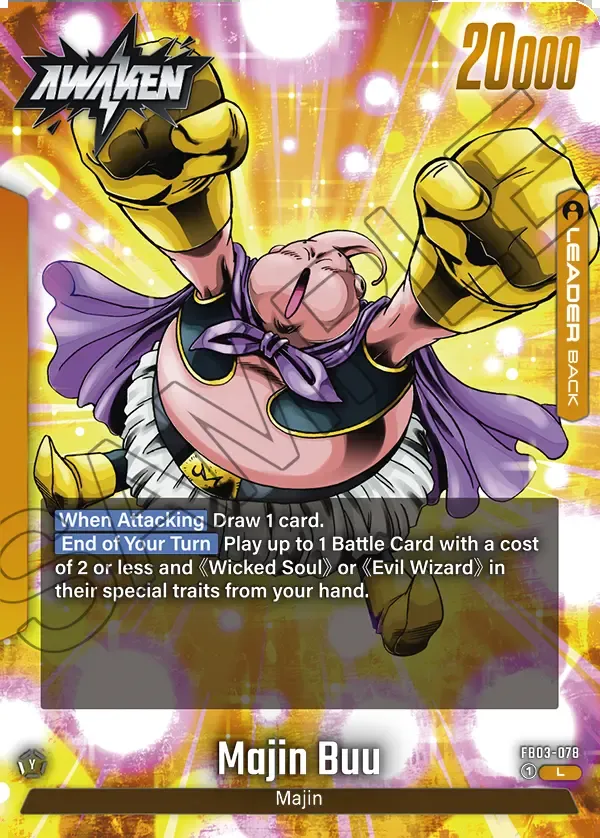 AWAKEN
20000
LEADER BACK
SAMPLE
When Attacking Draw 1 card.
End of Your Turn Play up to 1 Battle Card with a cost
of 2 or less and 《Wicked Soul》 or 《Evil Wizard》 in
their special traits from your hand.
Majin Buu
FB03-078
Y
1 L
Majin